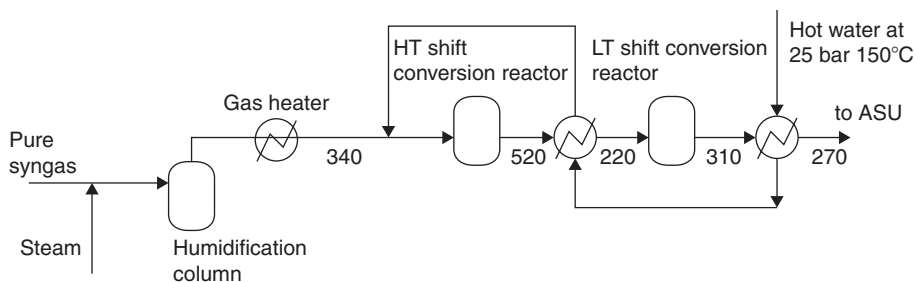 HT shift
conversion reactor
LT shift conversion
reactor
Hot water at
25 bar 150°C
Gas heater
to ASU
Pure
syngas
340
520
220
310
270
Steam
Humidification
column